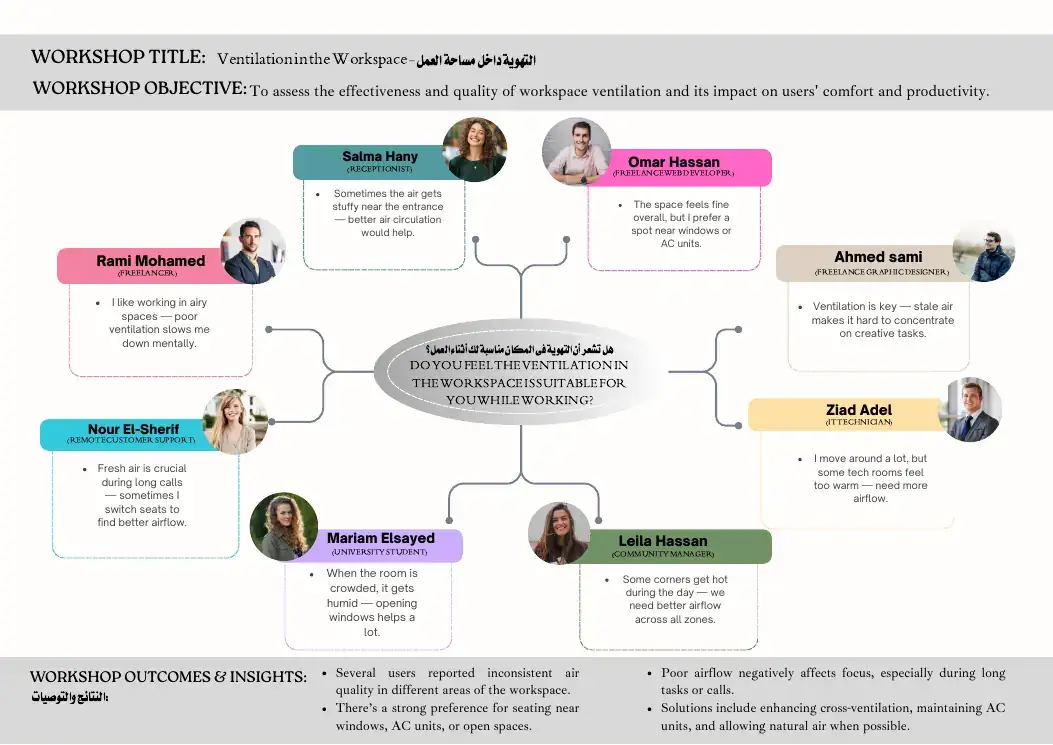 WORKSHOP TITLE: Ventilation in the Workspace - التهوية داخل مساحة العمل
WORKSHOP OBJECTIVE: To assess the effectiveness and quality of workspace ventilation and its impact on users' comfort and productivity.
Salma Hany
(RECEPTIONIST)
• Sometimes the air gets
stuffy near the entrance
— better air circulation
would help.
Omar Hassan
(FREELANCE WEB DEVELOPER)
• The space feels fine
overall, but I prefer a
spot near windows or
AC units.
Rami Mohamed
(FREELANCER)
• I like working in airy
spaces — poor
ventilation slows me
down mentally.
Ahmed sami
(FREELANCE GRAPHIC DESIGNER)
• Ventilation is key — stale air
makes it hard to concentrate
on creative tasks.
هل تشعر أن التهوية في المكان مناسبة لك أثناء العمل؟
DO YOU FEEL THE VENTILATION IN
THE WORKSPACE IS SUITABLE FOR
YOU WHILE WORKING?
Nour El-Sherif
(REMOTE CUSTOMER SUPPORT)
• Fresh air is crucial
during long calls
— sometimes I
switch seats to
find better airflow.
Ziad Adel
(IT TECHNICIAN)
• I move around a lot, but
some tech rooms feel
too warm — need more
airflow.
Mariam Elsayed
(UNIVERSITY STUDENT)
• When the room is
crowded, it gets
humid — opening
windows helps a
lot.
Leila Hassan
(COMMUNITY MANAGER)
• Some corners get hot
during the day — we
need better airflow
across all zones.
WORKSHOP OUTCOMES & INSIGHTS:
النتائج والتوصيات:
• Several users reported inconsistent air
quality in different areas of the workspace.
• There's a strong preference for seating near
windows, AC units, or open spaces.
• Poor airflow negatively affects focus, especially during long
tasks or calls.
• Solutions include enhancing cross-ventilation, maintaining AC
units, and allowing natural air when possible.